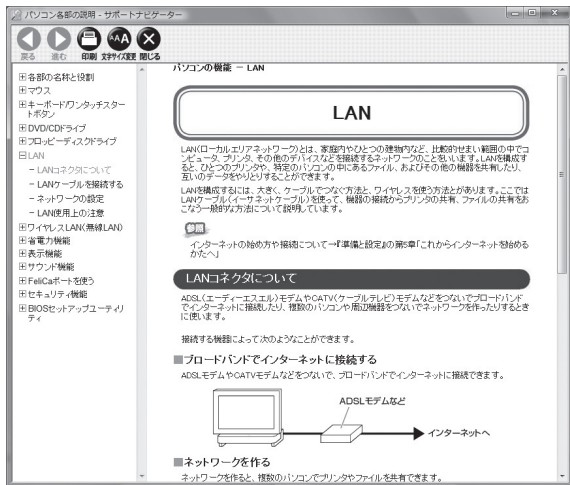 パソコン各部の説明 - サポートナビゲーター
戻る 進む 印刷 文字サイズ変更 閉じる
AAA
パソコンの機能 － LAN
各部の名称と役割
マウス
キーボード/ワンタッチスター
トボタン
DVD/CDドライブ
フロッピーディスクドライブ
LAN
－ LANコネクタについて
－ LANケーブルを接続する
－ ネットワークの設定
－ LAN使用上の注意
ワイヤレスLAN(無線LAN)
省電力機能
表示機能
サウンド機能
FeliCaポートを使う
セキュリティ機能
BIOSセットアップユーティリ
ティ
LAN
LAN(ローカルエリアネットワーク)とは、家庭内やひとつの建物内など、比較的せまい範囲の中でコ
ンピュータ、プリンタ、その他のデバイスなどを接続するネットワークのことをいいます。LANを構成す
ると、ひとつのプリンタや、特定のパソコンの中にあるファイル、およびその他の機器を共有したり、
互いのデータをやりとりすることができます。
LANを構成するには、大きく、ケーブルでつなぐ方法と、ワイヤレスを使う方法とがあります。ここでは
LANケーブル(イーサネットケーブル)を使って、機器の接続からプリンタの共有、ファイルの共有をお
こなう一般的な方法について説明しています。
参照
インターネットの始め方や接続について→『準備と設定』の第5章「これからインターネットを始める
かたへ」
LANコネクタについて
ADSL(エーディーエスエル)モデムやCATV(ケーブルテレビ)モデムなどをつないでブロードバンド
でインターネットに接続したり、複数のパソコンや周辺機器をつないでネットワークを作ったりするとき
に使います。
接続する機器によって次のようなことができます。
■ブロードバンドでインターネットに接続する
ADSLモデムやCATVモデムなどをつないで、ブロードバンドでインターネットに接続できます。
ADSLモデムなど
インターネットへ
■ネットワークを作る
ネットワークを作ると、複数のパソコンでプリンタやファイルを共有できます。